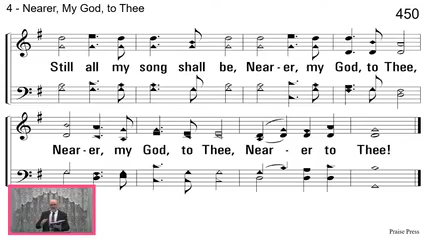 4 - Nearer, My God, to Thee
450
Still all my song shall be, Near-er, my God, to Thee,
Near-er, my God, to Thee, Near - er to Thee!
Praise Press